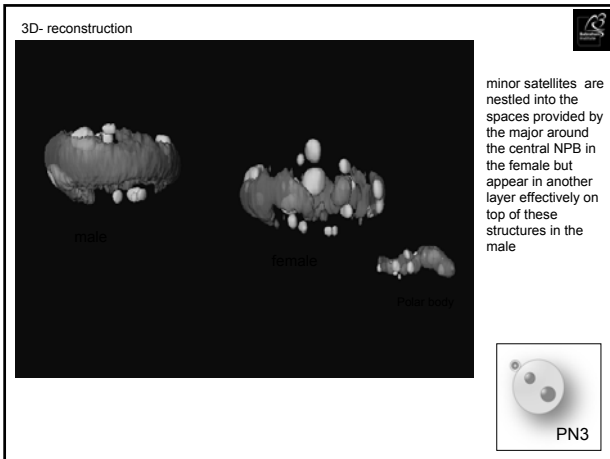 3D- reconstruction
Babraham
Institute
minor satellites are
nestled into the
spaces provided by
the major around
the central NPB in
the female but
appear in another
layer effectively on
top of these
structures in the
male
male
female
Polar body
PN3